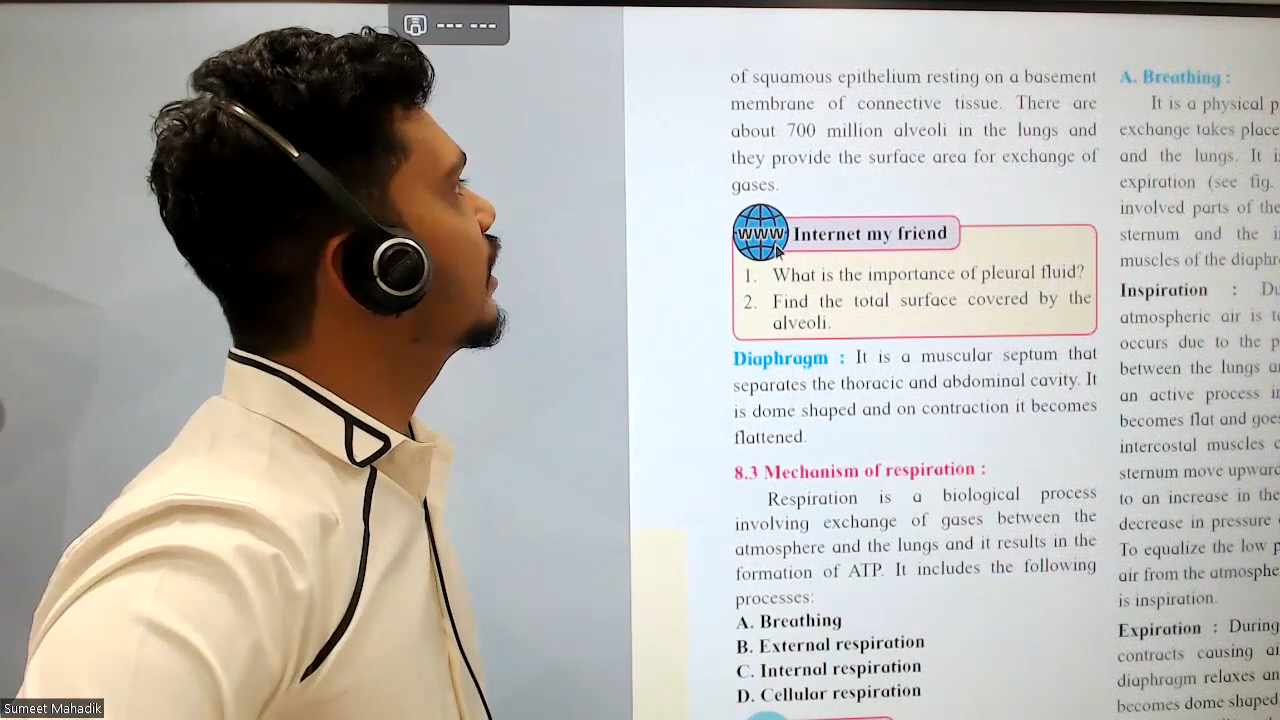 of squamous epithelium resting on a basement
membrane of connective tissue. There are
about 700 million alveoli in the lungs and
they provide the surface area for exchange of
gases.
www Internet my friend
1. What is the importance of pleural fluid?
2. Find the total surface covered by the
alveoli.
Diaphragm : It is a muscular septum that
separates the thoracic and abdominal cavity. It
is dome shaped and on contraction it becomes
flattened.
8.3 Mechanism of respiration :
Respiration is a biological process
involving exchange of gases between the
atmosphere and the lungs and it results in the
formation of ATP. It includes the following
processes:
A. Breathing
B. External respiration
C. Internal respiration
D. Cellular respiration
A. Breathing :
It is a physical p
exchange takes place
and the lungs. It i
expiration (see fig.
involved parts of the
sternum and the i
muscles of the diaphr
Inspiration : Du
atmospheric air is to
occurs due to the p
between the lungs a
an active process i
becomes flat and goe
intercostal muscles c
sternum move upward
to an increase in the
decrease in pressure
To equalize the low p
air from the atmosphe
is inspiration.
Expiration : During
contracts causing ai
diaphragm relaxes an
becomes dome shaped
Sumeet Mahadik